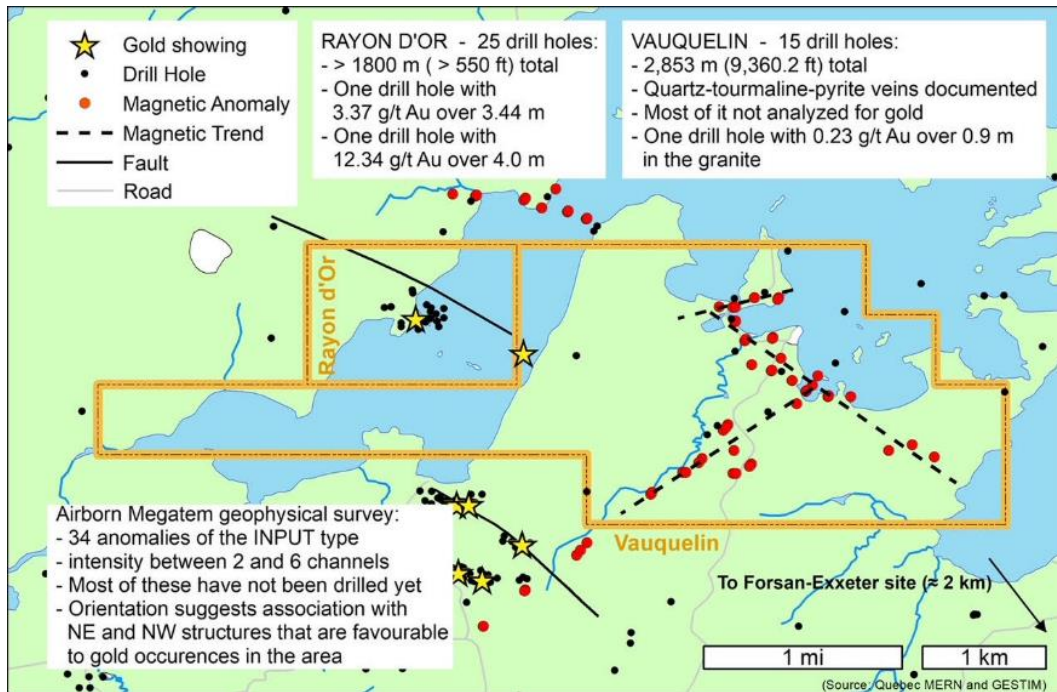 Gold showing
Drill Hole
Magnetic Anomaly
Magnetic Trend
Fault
Road
RAYON D'OR - 25 drill holes:
- > 1800 m ( > 550 ft) total
- One drill hole with
3.37 g/t Au over 3.44 m
- One drill hole with
12.34 g/t Au over 4.0 m
VAUQUELIN - 15 drill holes:
- 2,853 m (9,360.2 ft) total
- Quartz-tourmaline-pyrite veins documented
- Most of it not analyzed for gold
- One drill hole with 0.23 g/t Au over 0.9 m
in the granite
Rayon d'Or
Vauquelin
Airborn Megatem geophysical survey:
- 34 anomalies of the INPUT type
- intensity between 2 and 6 channels
- Most of these have not been drilled yet
- Orientation suggests association with
NE and NW structures that are favourable
to gold occurences in the area
To Forsan-Exxeter site (≈ 2 km)
1 mi
1 km
(Source: Québec MERN and GESTIM)